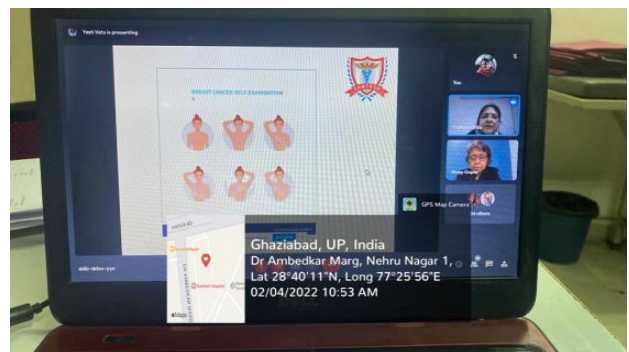 Yash Vats is presenting
BREAST CANCER SELF-EXAMINATION
You
GPS Map Camera
Ghaziabad, UP, India
Dr Ambedkar Marg, Nehru Nagar 1,
Lat 28°40'11"N, Long 77°25'56"E
02/04/2022 10:53 AM